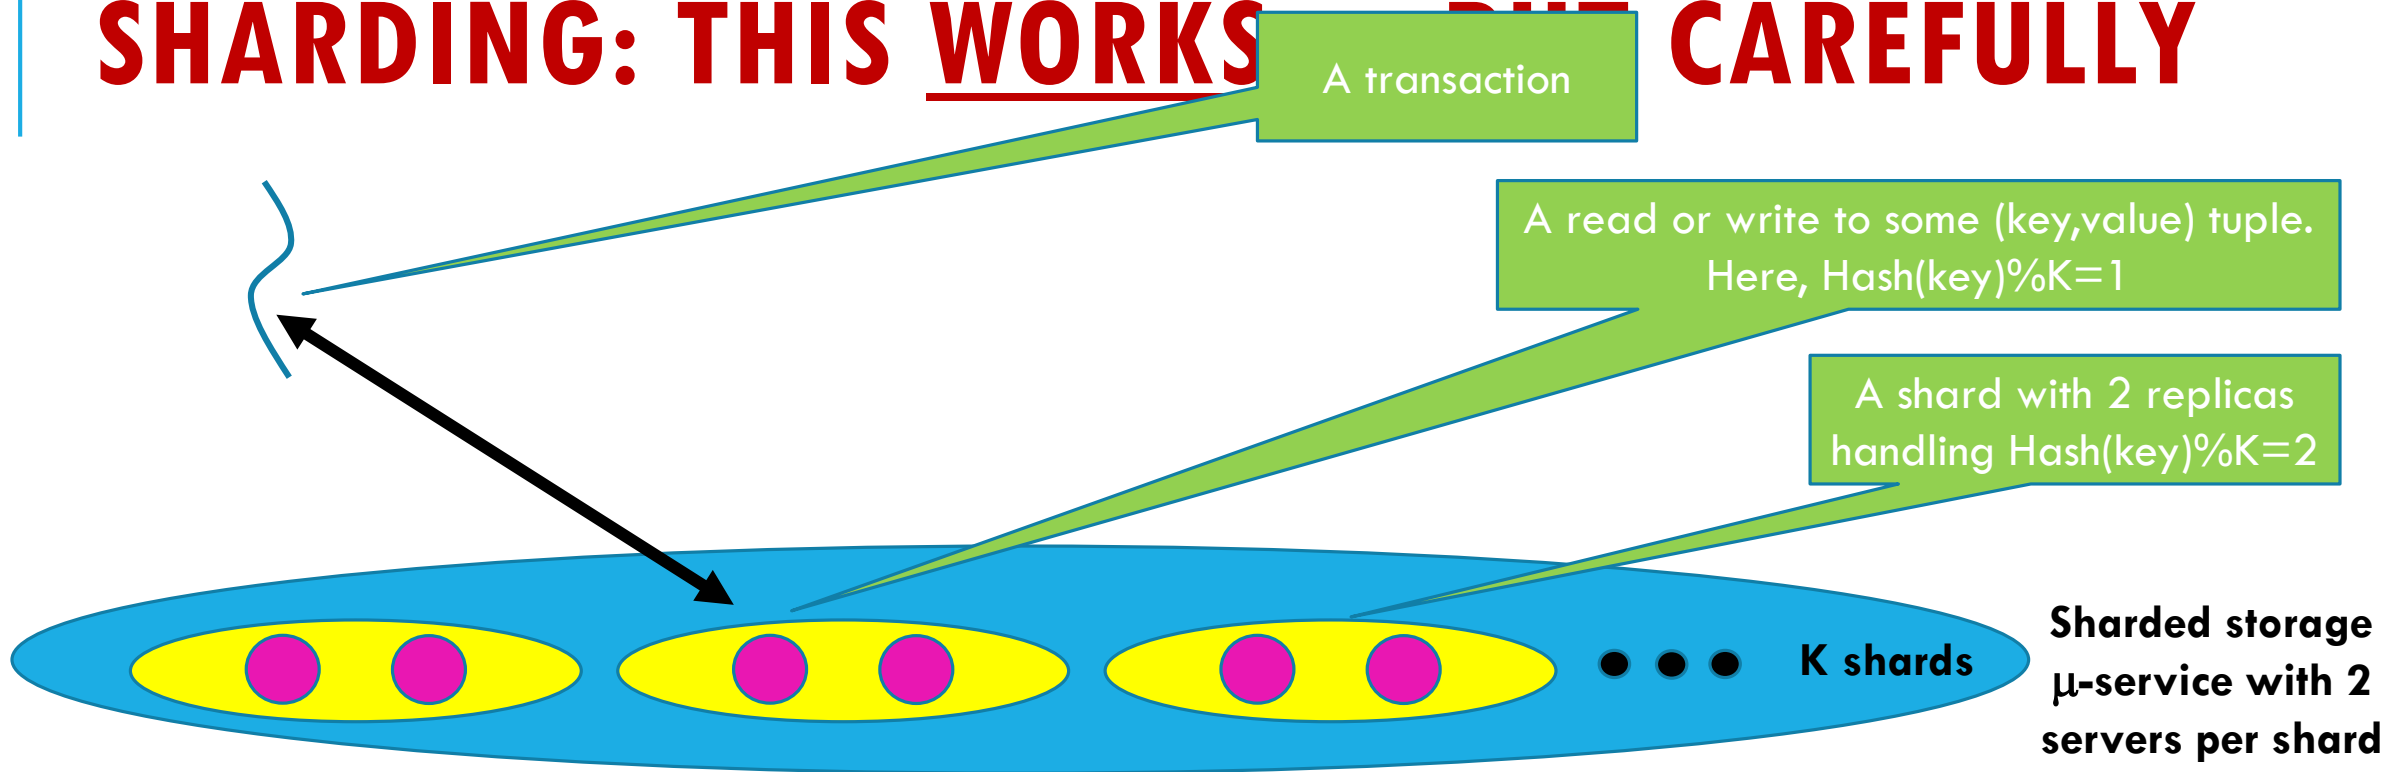 SHARDING: THIS WORKS CAREFULLY
A transaction
A read or write to some (key,value) tuple.
Here, Hash(key)%K=1
A shard with 2 replicas
handling Hash(key)%K=2
K shards
Sharded storage
μ-service with 2
servers per shard